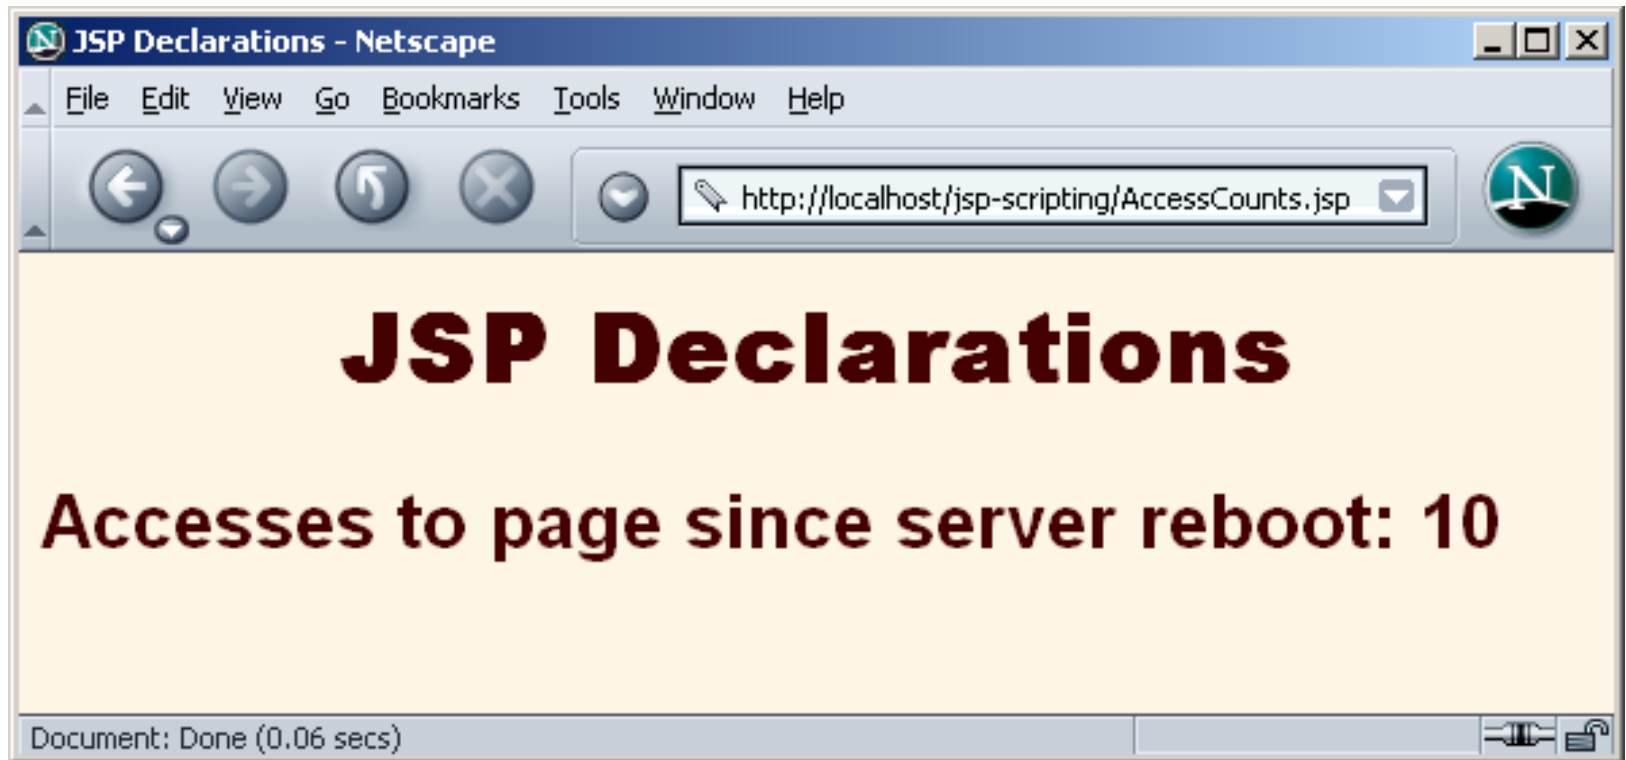 JSP Declarations - Netscape
File Edit View Go Bookmarks Tools Window Help
http://localhost/jsp-scripting/AccessCounts.jsp
N
JSP Declarations
Accesses to page since server reboot: 10
Document: Done (0.06 secs)